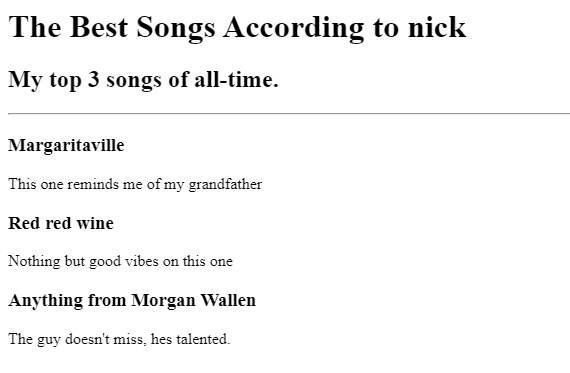 The Best Songs According to nick
My top 3 songs of all-time.
Margaritaville
This one reminds me of my grandfather
Red red wine
Nothing but good vibes on this one
Anything from Morgan Wallen
The guy doesn't miss, hes talented.